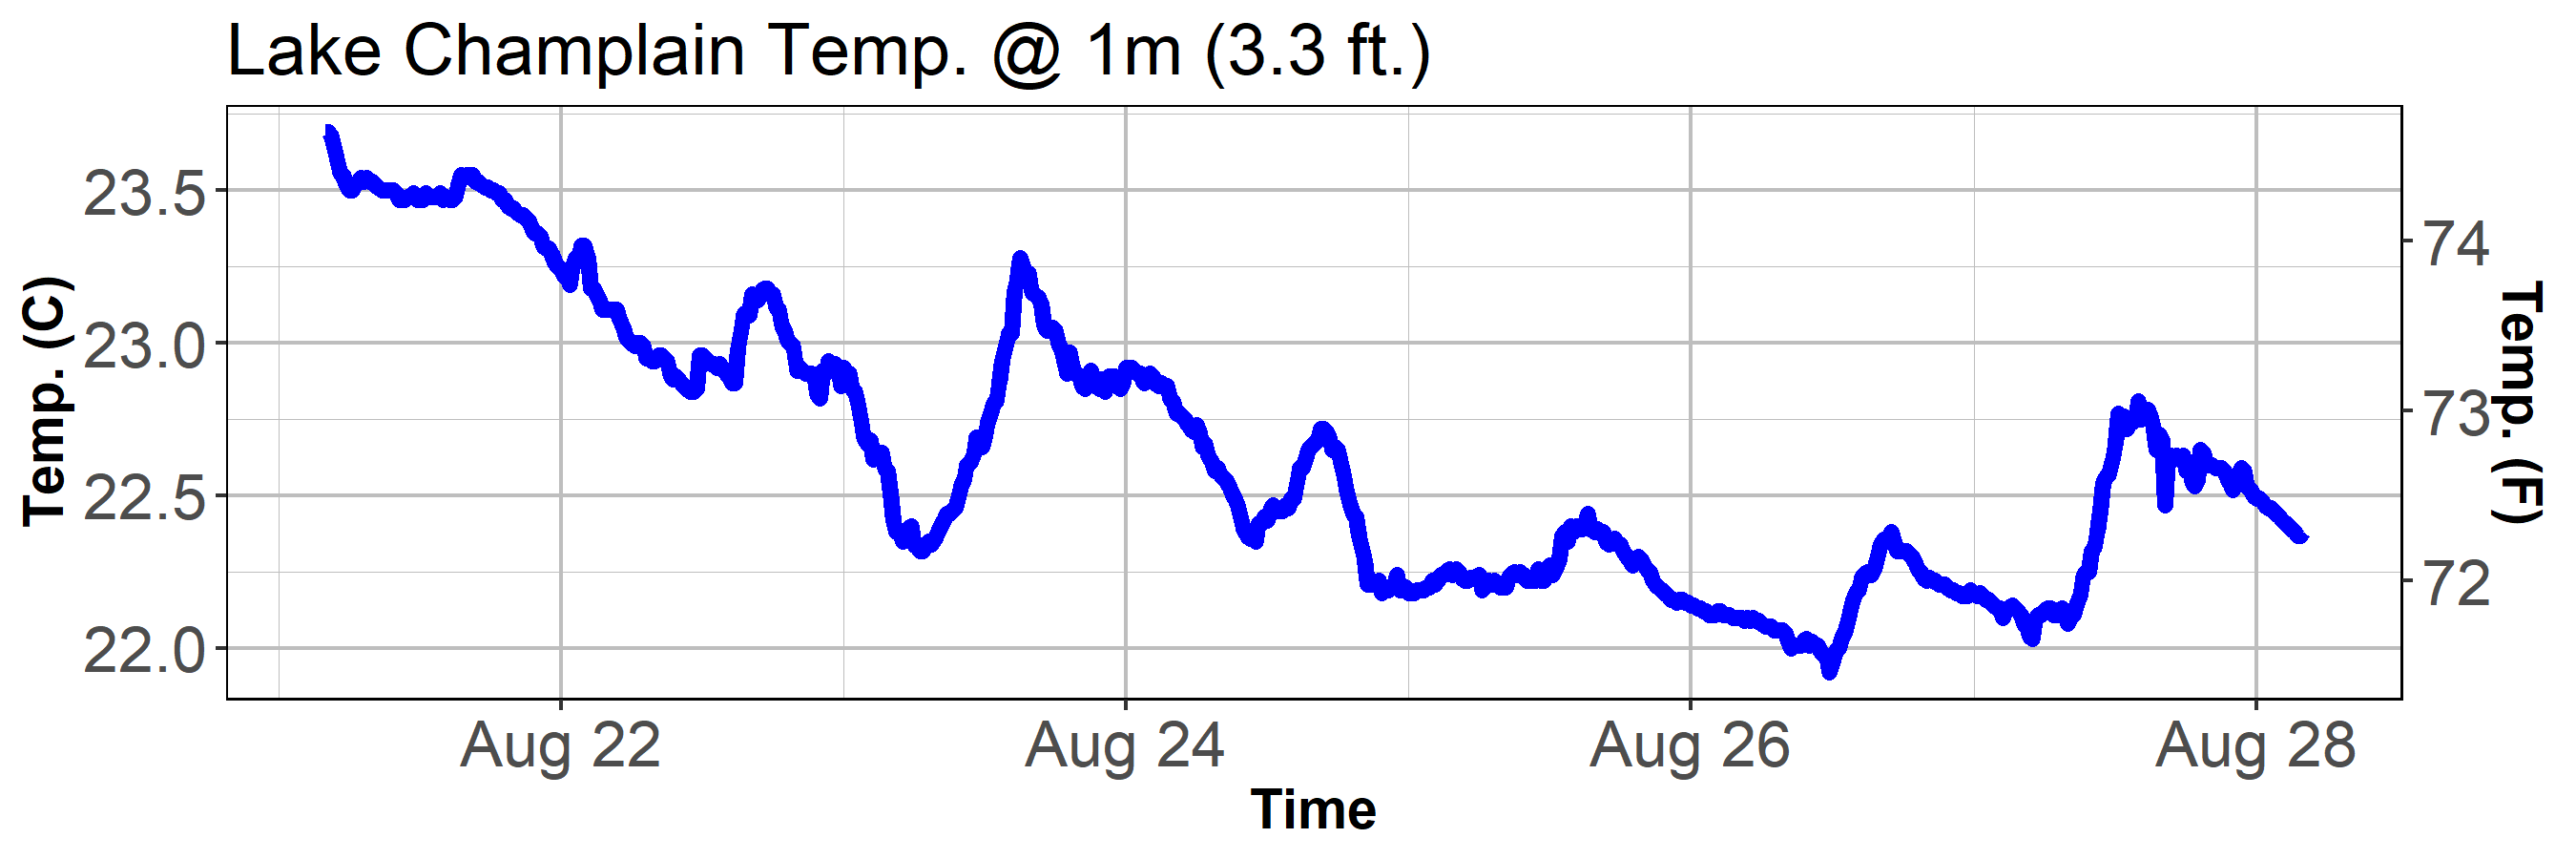 Lake Champlain Temp. @ 1m (3.3 ft.)
Temp. (C)
23.5
23.0
22.5
22.0
74
73
72
Temp. (F)
Aug 22
Aug 24
Aug 26
Aug 28
Time